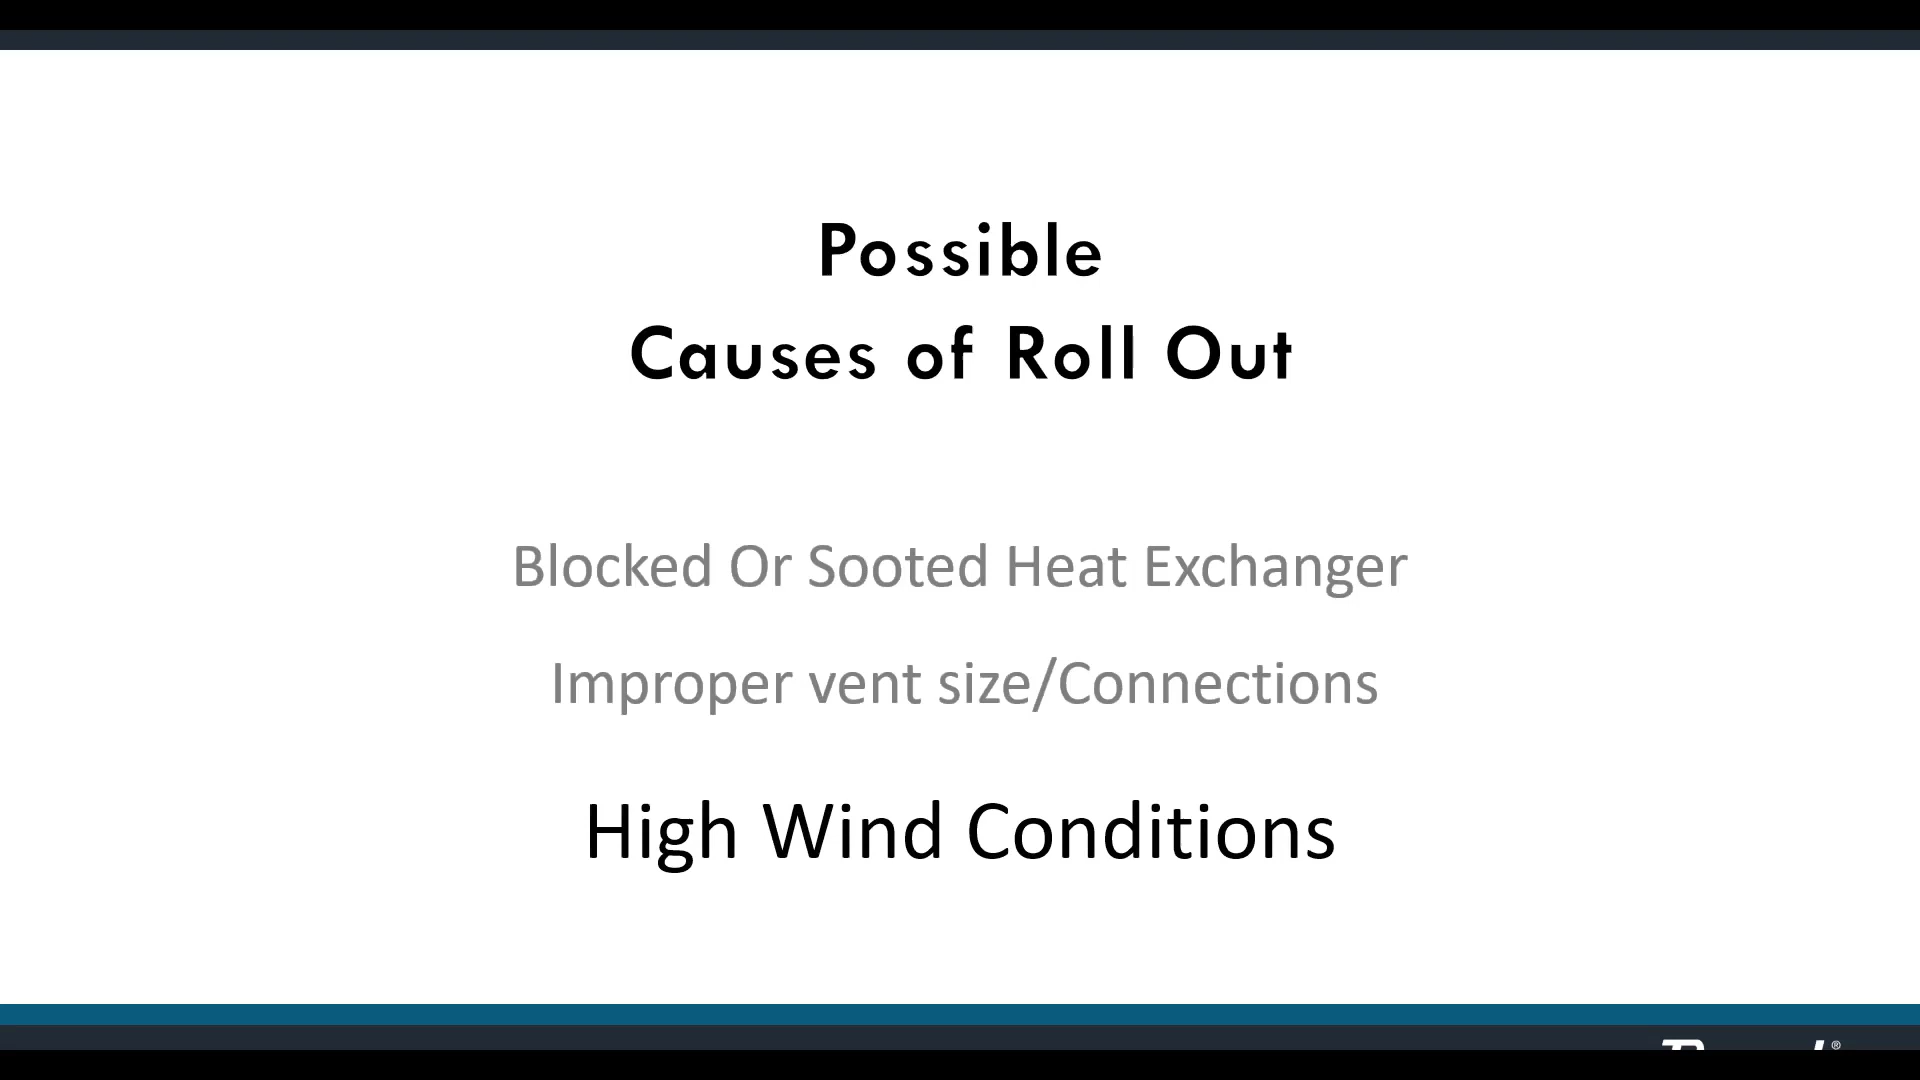 Possible
Causes of Roll Out
Blocked Or Sooted Heat Exchanger
Improper vent size/Connections
High Wind Conditions
®